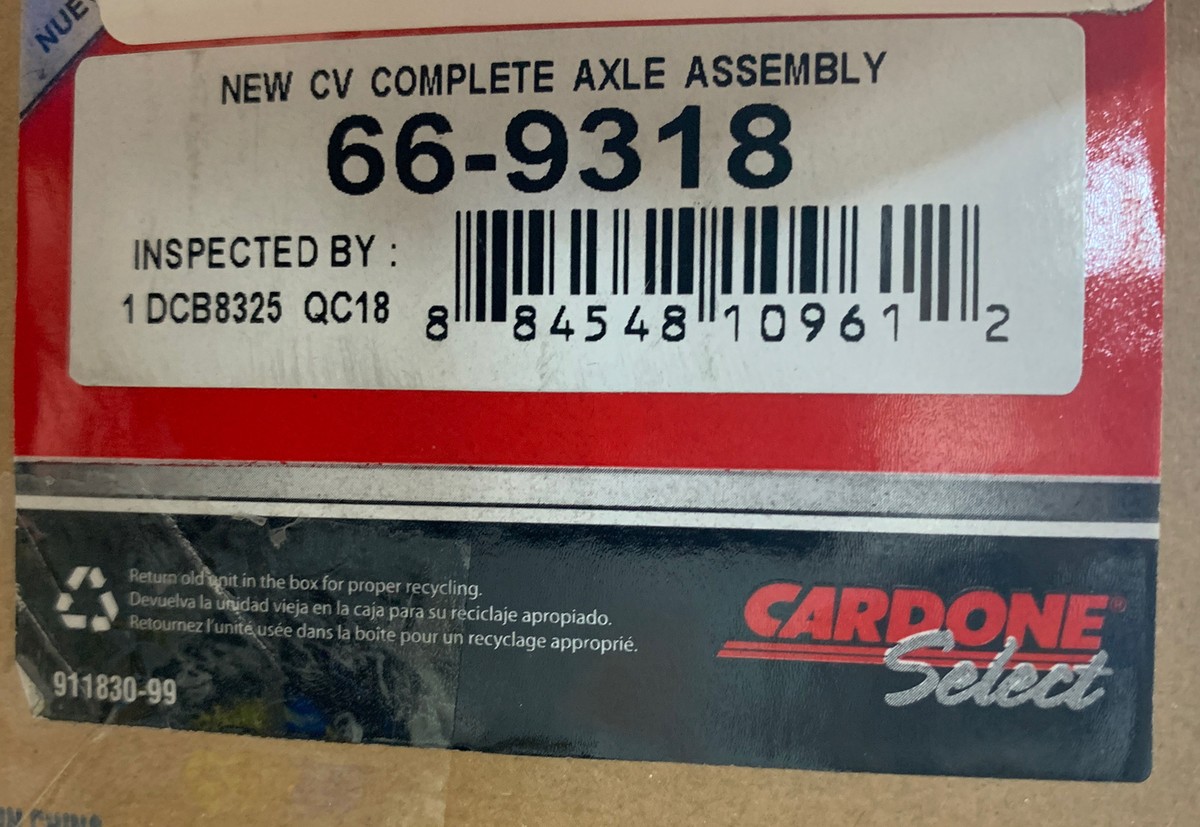 NEW CV COMPLETE AXLE ASSEMBLY
66-9318
INSPECTED BY :
1 DCB8325 QC18
8 84548 10961 2
Return old unit in the box for proper recycling.
Devuelva la unidad vieja en la caja para su reciclaje apropiado.
Retournez l'unité usée dans la boîte pour un recyclage approprié.
911830-99
CARDONE®
Select
CHINA